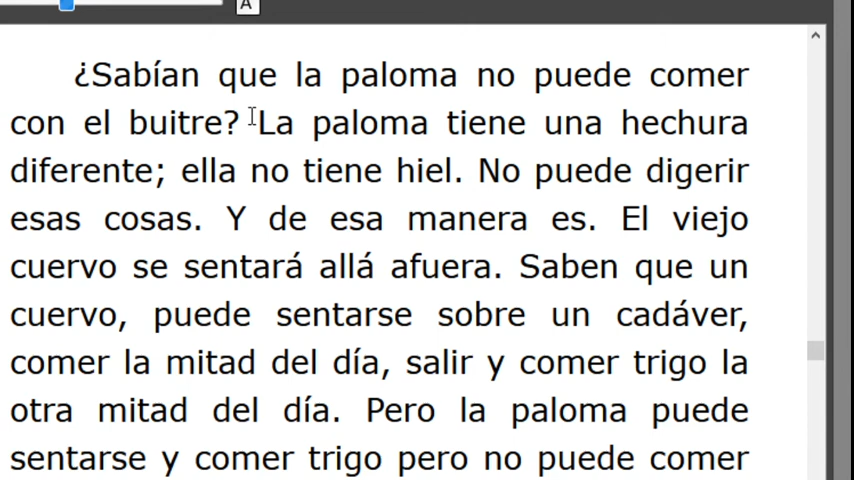 A
¿Sabían que la paloma no puede comer
con el buitre? La paloma tiene una hechura
diferente; ella no tiene hiel. No puede digerir
esas cosas. Y de esa manera es. El viejo
cuervo se sentará allá afuera. Saben que un
cuervo, puede sentarse sobre un cadáver,
comer la mitad del día, salir y comer trigo la
otra mitad del día. Pero la paloma puede
sentarse y comer trigo pero no puede comer